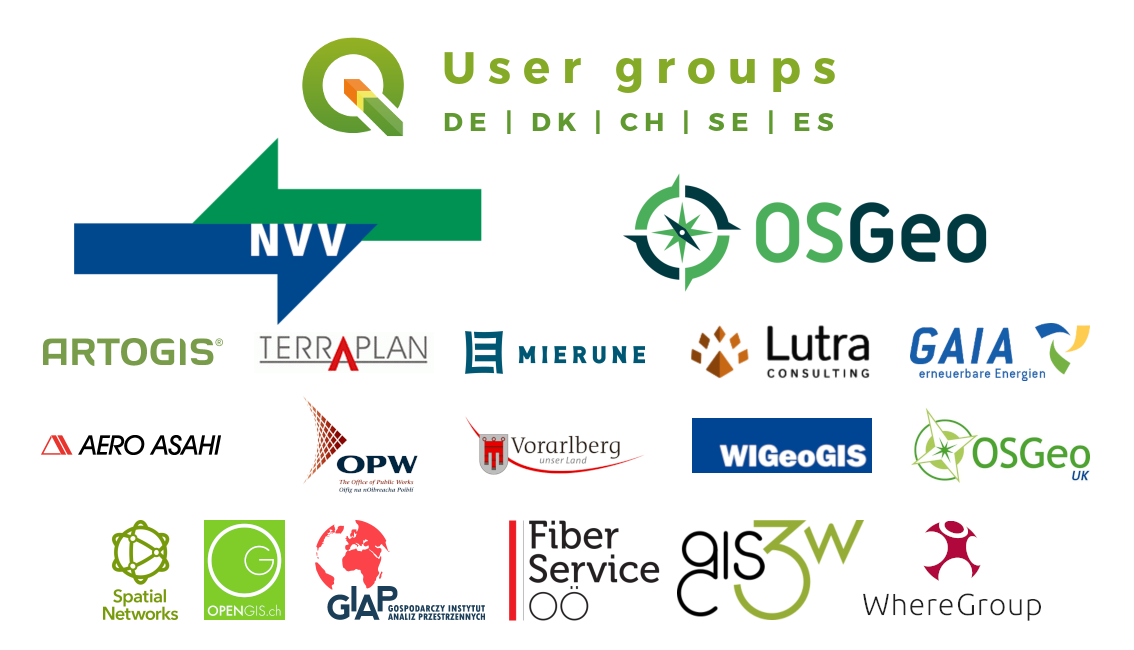 User groups
DE | DK | CH | SE | ES
NVV
OSGeo
ARTOGIS®
TERRAPLAN
MIERUNE
Lutra
CONSULTING
GAIA
erneuerbare Energien
AERO ASAHI
OPW
The Office of Public Works
Oifig na nOibreacha Poiblí
Vorarlberg
unser Land
WIGeoGIS
OSGeo
UK
Spatial
Networks
G
OPENGIS.ch
GIAP
GOSPODARCZY INSTYTUT
ANALIZ PRZESTRZENNYCH
Fiber
Service
OÖ
gis3w
WhereGroup